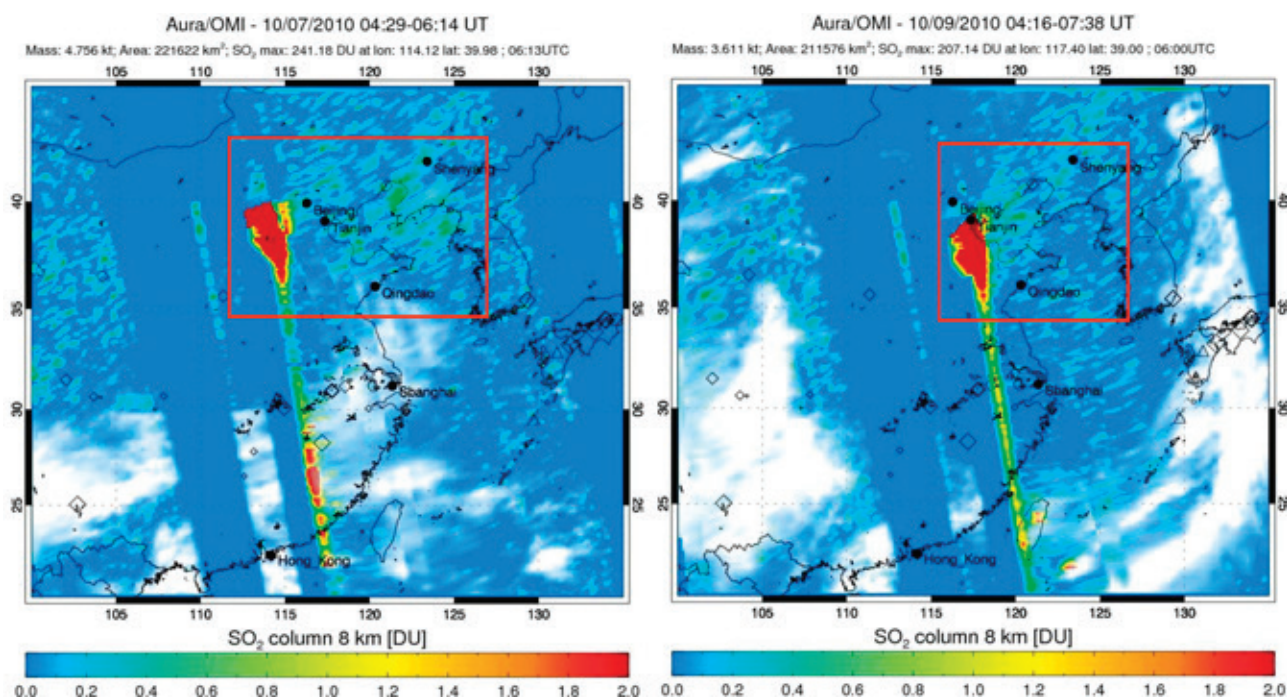 Aura/OMI - 10/07/2010 04:29-06:14 UT
Mass: 4.756 kt; Area: 221622 km²; SO₂ max: 241.18 DU at lon: 114.12 lat: 39.98 ; 06:13UTC
105 110 115 120 125 130
40
35
30
25
Shenyang
Beijing
Tianjin
Qingdao
Shanghai
Hong_Kong
40
35
30
25
105 110 115 120 125 130
SO₂ column 8 km [DU]
0.0 0.2 0.4 0.6 0.8 1.0 1.2 1.4 1.6 1.8 2.0
Aura/OMI - 10/09/2010 04:16-07:38 UT
Mass: 3.611 kt; Area: 211576 km²; SO₂ max: 207.14 DU at lon: 117.40 lat: 39.00 ; 06:00UTC
105 110 115 120 125 130
40
35
30
25
Shenyang
Beijing
Tianjin
Qingdao
Shanghai
Hong_Kong
40
35
30
25
105 110 115 120 125 130
SO₂ column 8 km [DU]
0.0 0.2 0.4 0.6 0.8 1.0 1.2 1.4 1.6 1.8 2.0